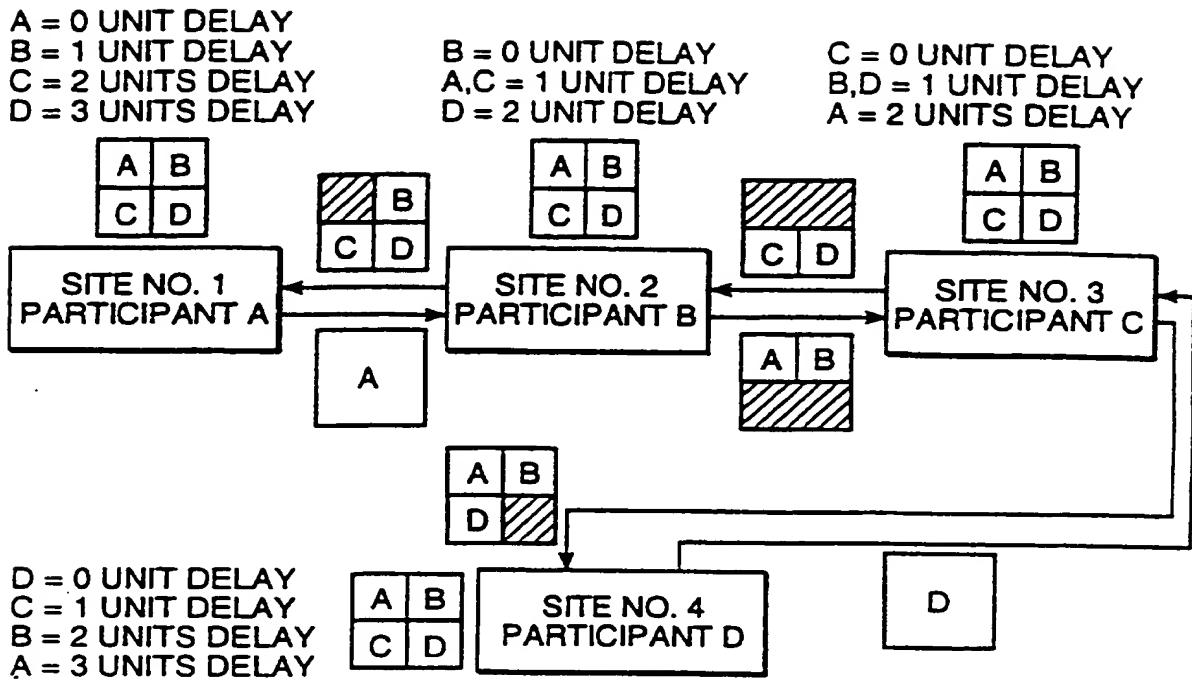 A = 0 UNIT DELAY
B = 1 UNIT DELAY
C = 2 UNITS DELAY
D = 3 UNITS DELAY
B = 0 UNIT DELAY
A,C = 1 UNIT DELAY
D = 2 UNIT DELAY
C = 0 UNIT DELAY
B,D = 1 UNIT DELAY
A = 2 UNITS DELAY
A B
C D
B
C D
A B
C D
C D
A B
C D
SITE NO. 1
PARTICIPANT A
SITE NO. 2
PARTICIPANT B
SITE NO. 3
PARTICIPANT C
A
A B
A B
D
D = 0 UNIT DELAY
C = 1 UNIT DELAY
B = 2 UNITS DELAY
A = 3 UNITS DELAY
A B
C D
SITE NO. 4
PARTICIPANT D
D